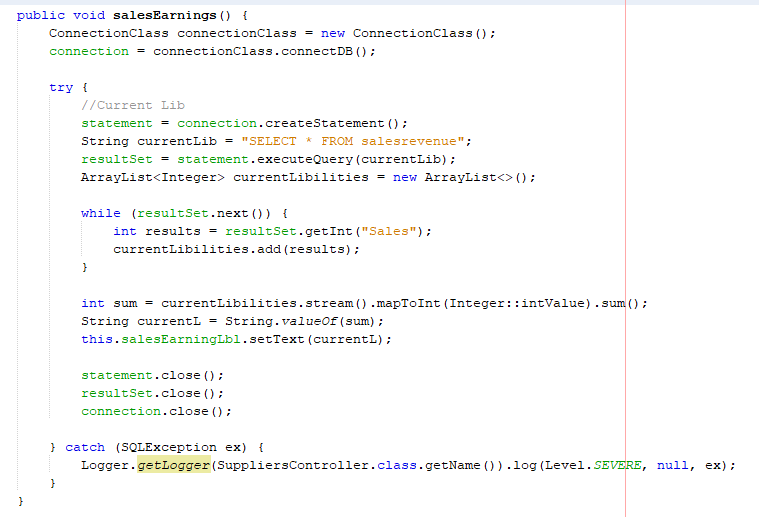 public void salesEarnings() {
    ConnectionClass connectionClass = new ConnectionClass();
    connection = connectionClass.connectDB();

    try {
        //Current Lib
        statement = connection.createStatement();
        String currentLib = "SELECT * FROM salesrevenue";
        resultSet = statement.executeQuery(currentLib);
        ArrayList<Integer> currentLibilities = new ArrayList<>();

        while (resultSet.next()) {
            int results = resultSet.getInt("Sales");
            currentLibilities.add(results);
        }

        int sum = currentLibilities.stream().mapToInt(Integer::intValue).sum();
        String currentL = String.valueOf(sum);
        this.salesEarningLbl.setText(currentL);

        statement.close();
        resultSet.close();
        connection.close();

    } catch (SQLException ex) {
        Logger.getLogger(SuppliersController.class.getName()).log(Level.SEVERE, null, ex);
    }
}